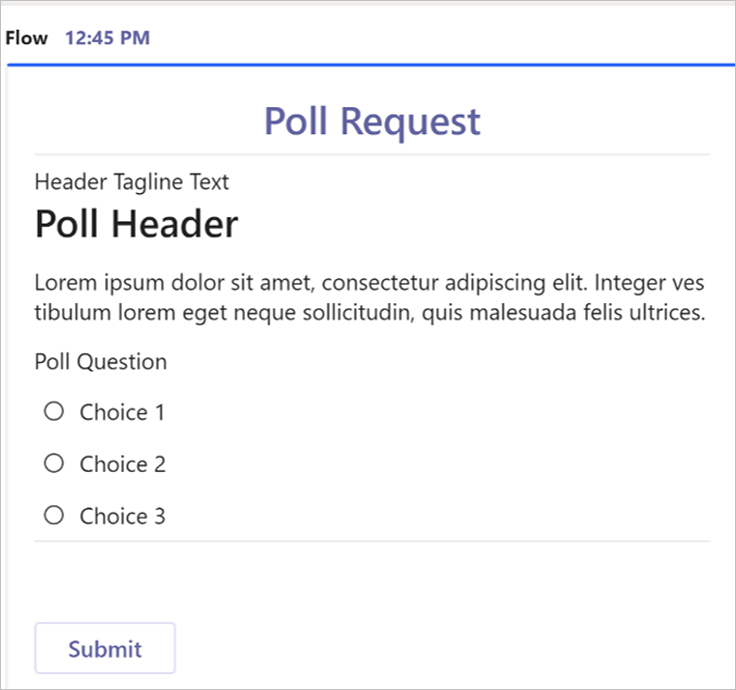 Flow 12:45 PM
Poll Request
Header Tagline Text
Poll Header
Lorem ipsum dolor sit amet, consectetur adipiscing elit. Integer ves
tibulum lorem eget neque sollicitudin, quis malesuada felis ultrices.
Poll Question
Choice 1
Choice 2
Choice 3
Submit